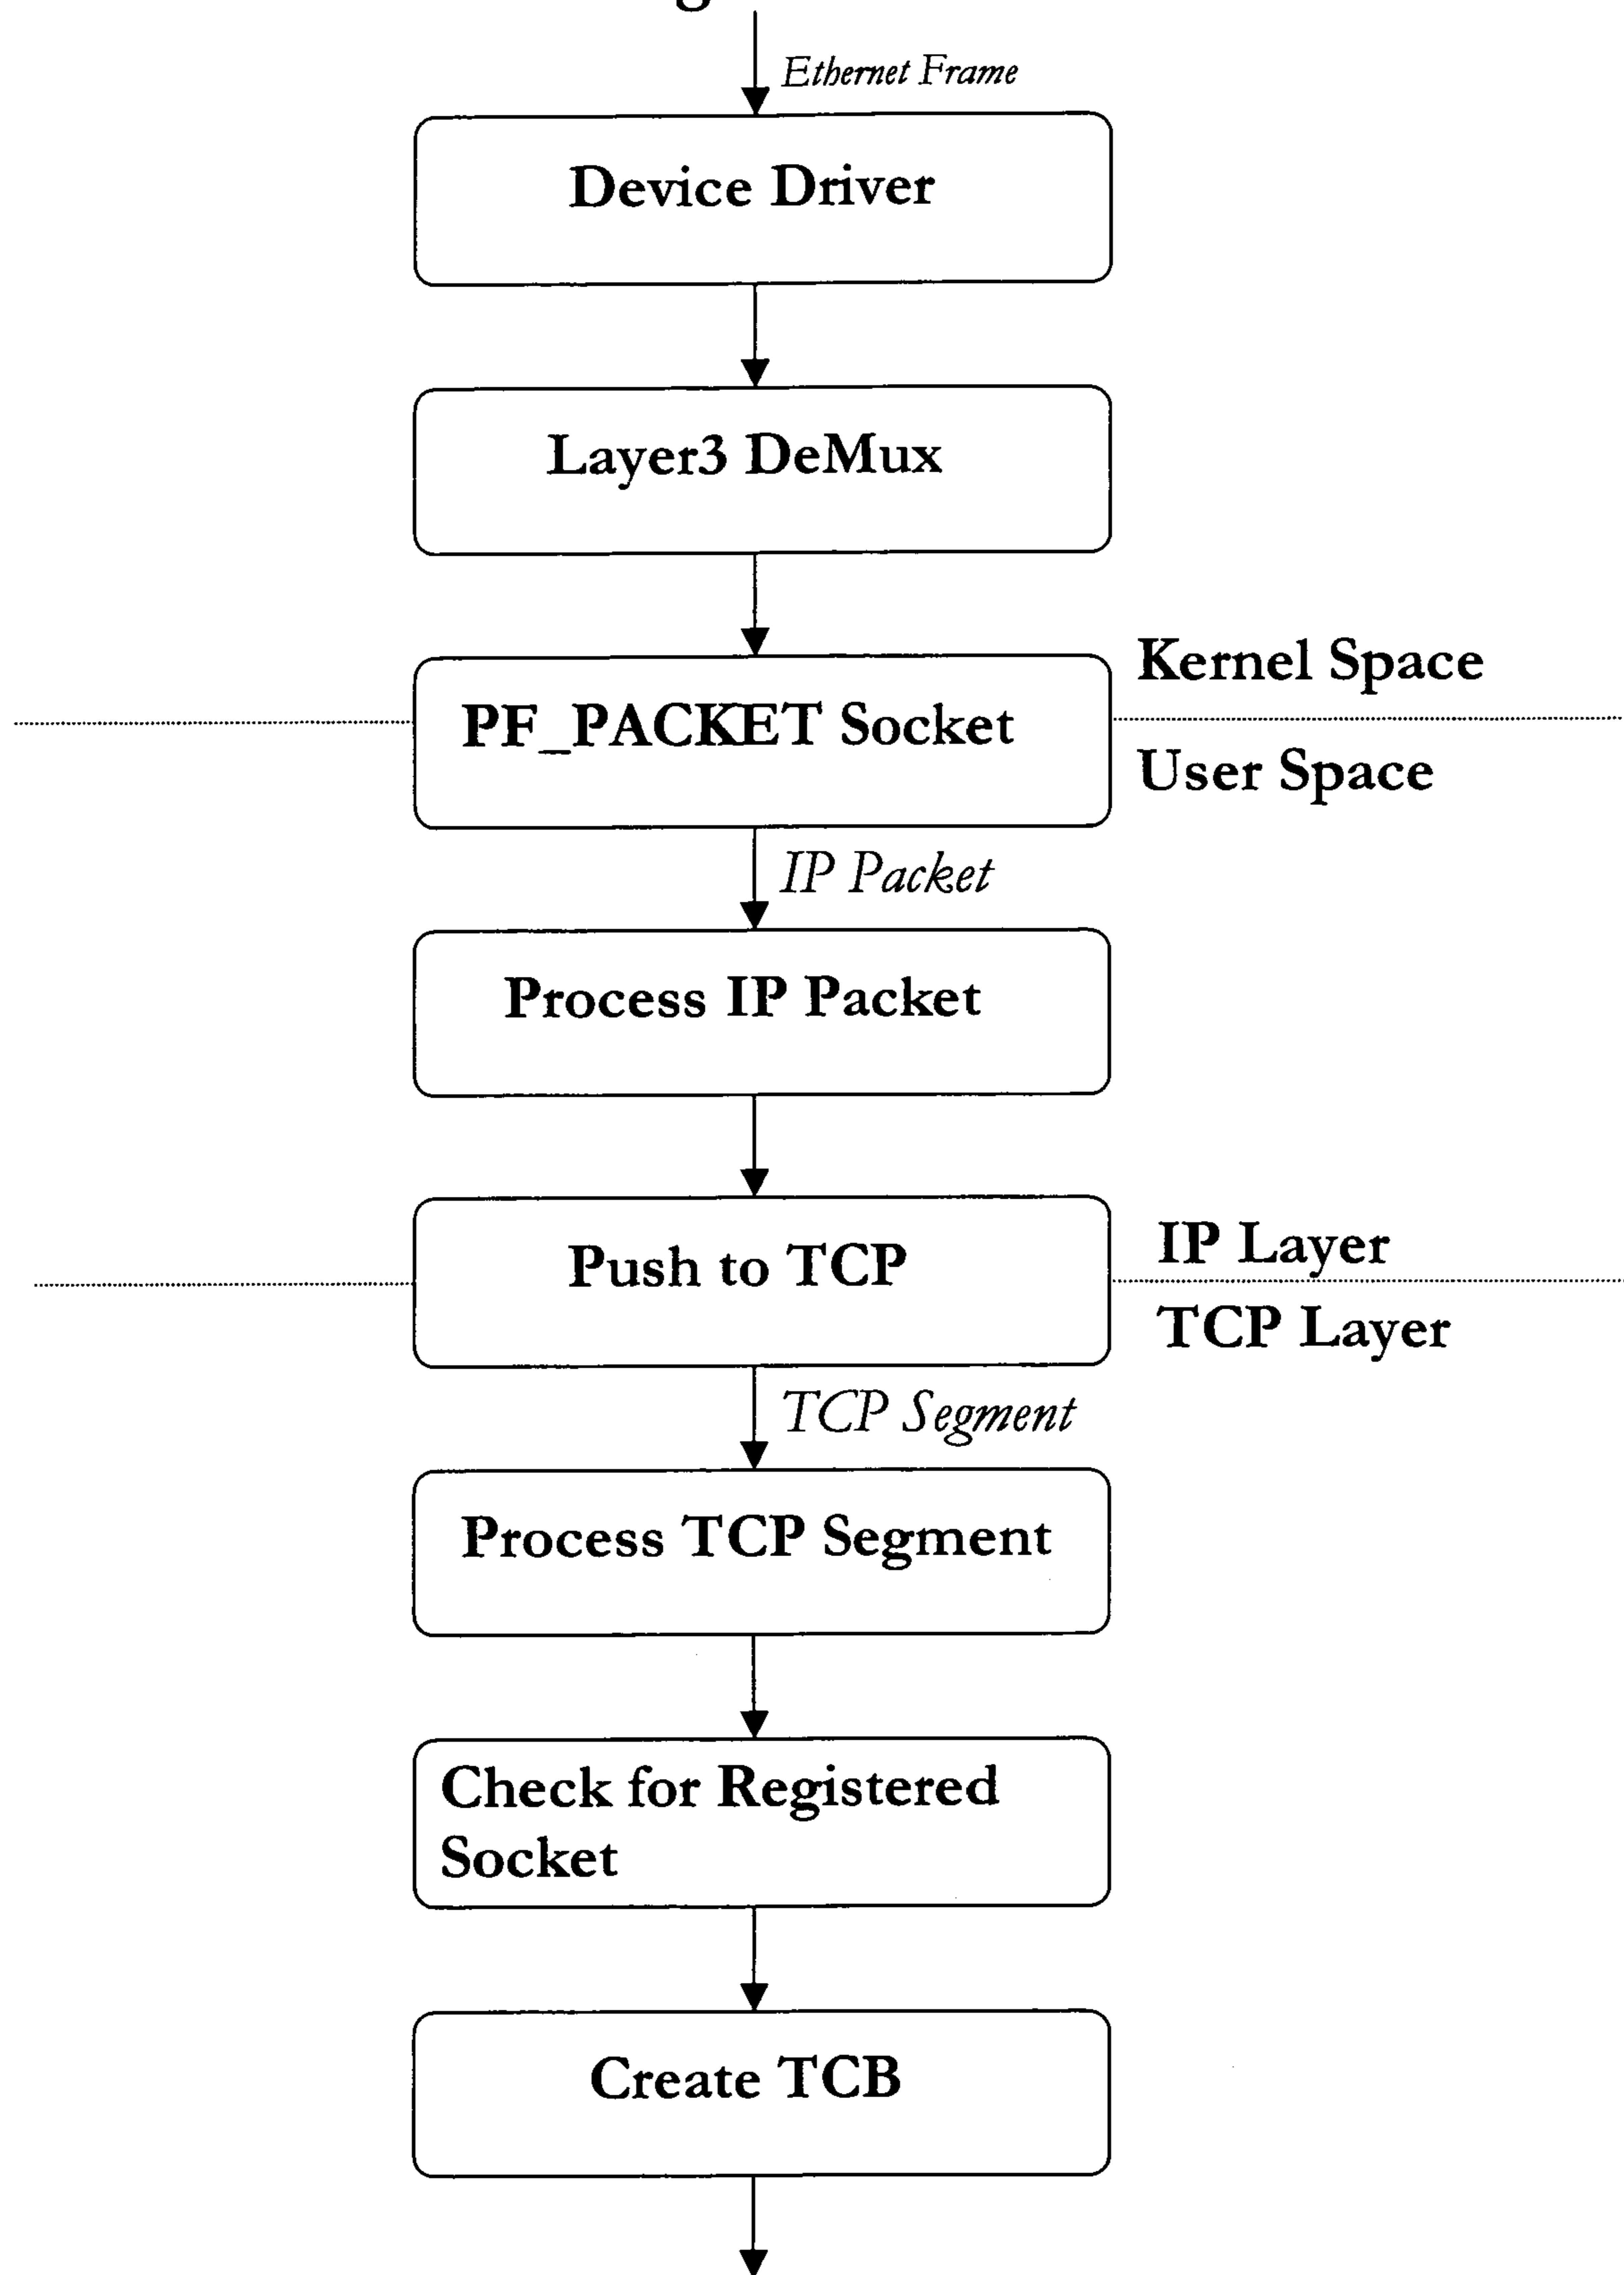 Ethernet Frame
Device Driver
Layer3 DeMux
Kernel Space
PF_PACKET Socket
User Space
IP Packet
Process IP Packet
IP Layer
Push to TCP
TCP Layer
TCP Segment
Process TCP Segment
Check for Registered
Socket
Create TCB